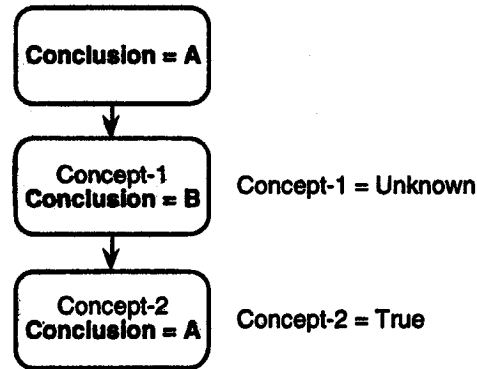 Conclusion = A
Concept-1
Conclusion = B
Concept-1 = Unknown
Concept-2
Conclusion = A
Concept-2 = True